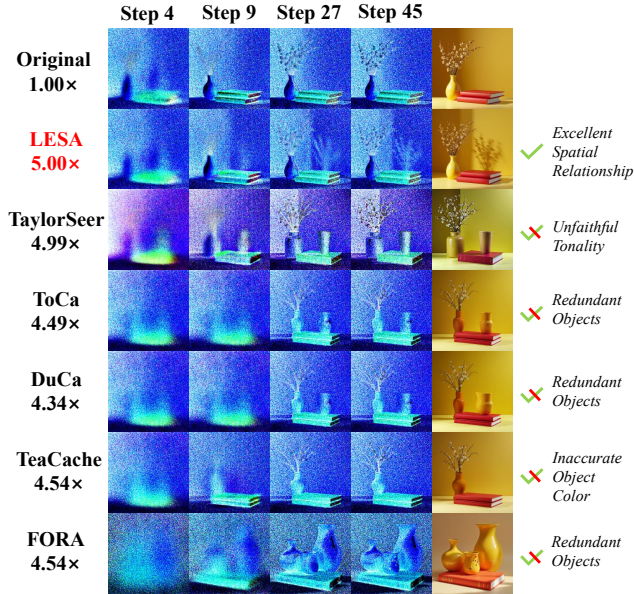 Step 4 Step 9 Step 27 Step 45
Original
1.00×
LESA
5.00×
Excellent
Spatial
Relationship
TaylorSeer
4.99×
Unfaithful
Tonality
ToCa
4.49×
Redundant
Objects
DuCa
4.34×
Redundant
Objects
TeaCache
4.54×
Inaccurate
Object
Color
FORA
4.54×
Redundant
Objects